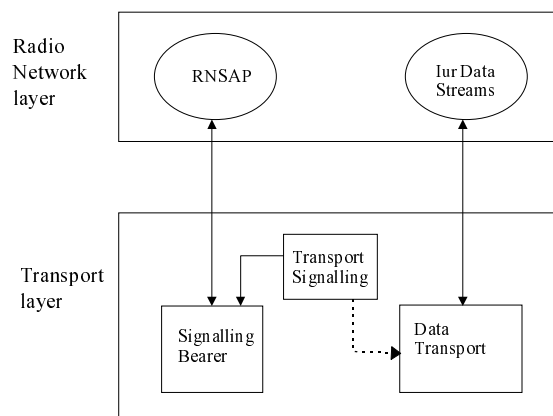 Radio
Network
layer
RNSAP
Iur Data
Streams
Transport
layer
Transport
Signalling
Signalling
Bearer
Data
Transport